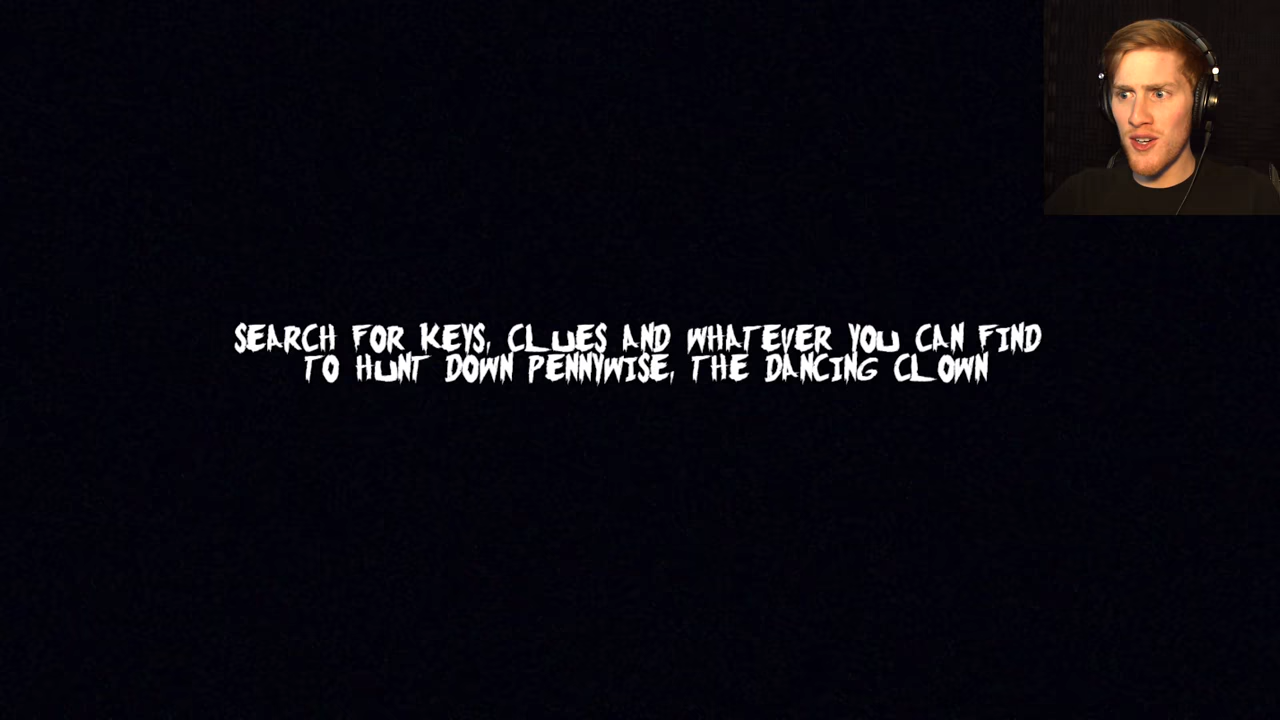 SEARCH FOR KEYS, CLUES AND WHATEVER YOU CAN FIND
TO HUNT DOWN PENNYWISE, THE DANCING CLOWN